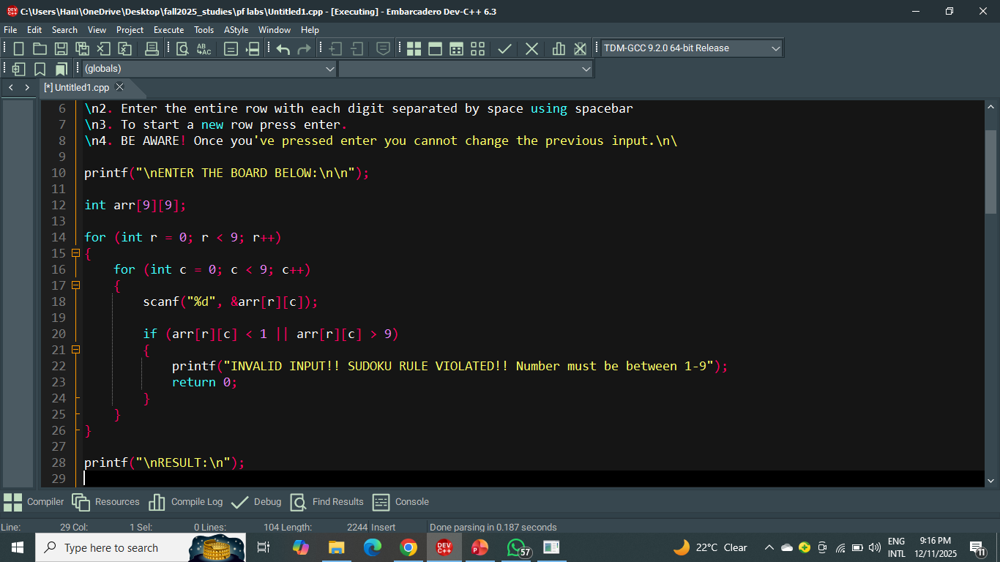 C:\Users\Hani\OneDrive\Desktop\fall2025_studies\pf labs\Untitled1.cpp - [Executing] - Embarcadero Dev-C++ 6.3
File Edit Search View Project Execute Tools AStyle Window Help
TDM-GCC 9.2.0 64-bit Release
(globals)
[*] Untitled1.cpp
6 \n2. Enter the entire row with each digit separated by space using spacebar
7 \n3. To start a new row press enter.
8 \n4. BE AWARE! Once you've pressed enter you cannot change the previous input.\n\
9
10 printf("\nENTER THE BOARD BELOW:\n\n");
11
12 int arr[9][9];
13
14 for (int r = 0; r < 9; r++)
15 {
16     for (int c = 0; c < 9; c++)
17     {
18         scanf("%d", &arr[r][c]);
19
20         if (arr[r][c] < 1 || arr[r][c] > 9)
21         {
22             printf("INVALID INPUT!! SUDOKU RULE VIOLATED!! Number must be between 1-9");
23             return 0;
24         }
25     }
26 }
27
28 printf("\nRESULT:\n");
29
Compiler Resources Compile Log Debug Find Results Console
Line: 29 Col: 1 Sel: 0 Lines: 104 Length: 2244 Insert Done parsing in 0.187 seconds
Type here to search
DEV C++
57
22°C Clear
ENG
INTL
9:16 PM
12/11/2025
11